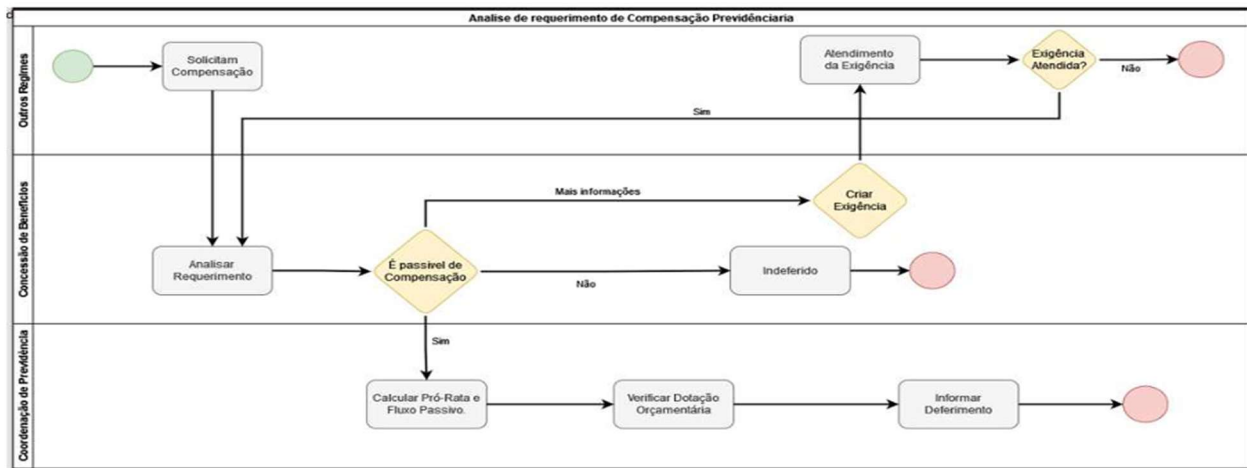 Analise de requerimento de Compensação Previdênciaria
Outros Regimes
Solicitam
Compensação
Atendimento
da Exigência
Exigência
Atendida?
Não
Sim
Concessão de Benefícios
Mais informações
Criar
Exigência
Analisar
Requerimento
É passivel de
Compensação
Não
Indeferido
Coordenação de Previdência
Sim
Calcular Pró-Rata e
Fluxo Passivo.
Verificar Dotação
Orçamentária
Informar
Deferimento